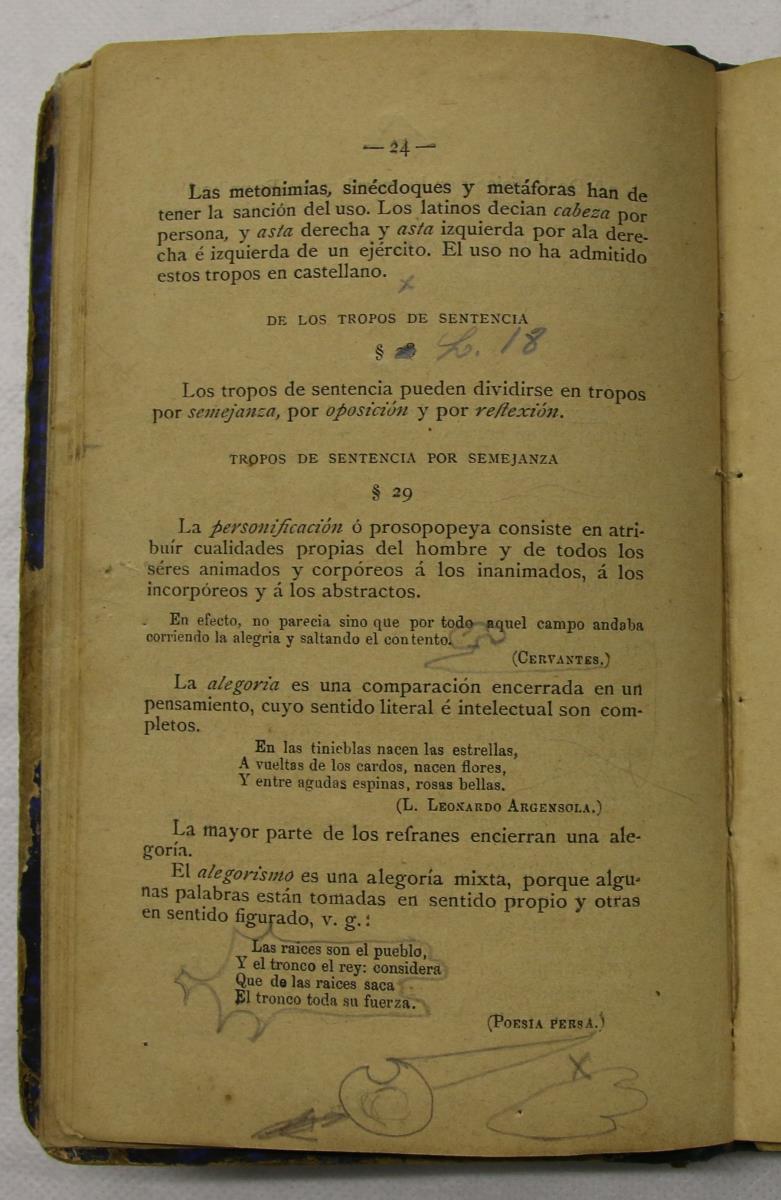 — 24 —
Las metonimias, sinécdoques y metáforas han de
tener la sanción del uso. Los latinos decian cabeza por
persona, y asta derecha y asta izquierda por ala dere-
cha é izquierda de un ejército. El uso no ha admitido
estos tropos en castellano.
x
DE LOS TROPOS DE SENTENCIA
§ L. 18
Los tropos de sentencia pueden dividirse en tropos
por semejanza, por oposición y por reflexión.
TROPOS DE SENTENCIA POR SEMEJANZA
§ 29
La personificación ó prosopopeya consiste en atri-
buír cualidades propias del hombre y de todos los
séres animados y corpóreos á los inanimados, á los
incorpóreos y á los abstractos.
En efecto, no parecia sino que por todo aquel campo andaba
corriendo la alegria y saltando el contento.
(CERVANTES.)
La alegoria es una comparación encerrada en un
pensamiento, cuyo sentido literal é intelectual son com-
pletos.
En las tinieblas nacen las estrellas,
A vueltas de los cardos, nacen flores,
Y entre agudas espinas, rosas bellas.
(L. LEONARDO ARGENSOLA.)
La mayor parte de los refranes encierran una ale-
goría.
El alegorismo es una alegoría mixta, porque algu-
nas palabras están tomadas en sentido propio y otras
en sentido figurado, v. g.:
Las raices son el pueblo,
Y el tronco el rey: considera
Que de las raices saca
El tronco toda su fuerza.
(POESÍA PERSA.)
x